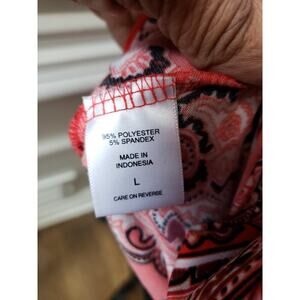 95% POLYESTER
5% SPANDEX
MADE IN
INDONESIA
L
CARE ON REVERSE